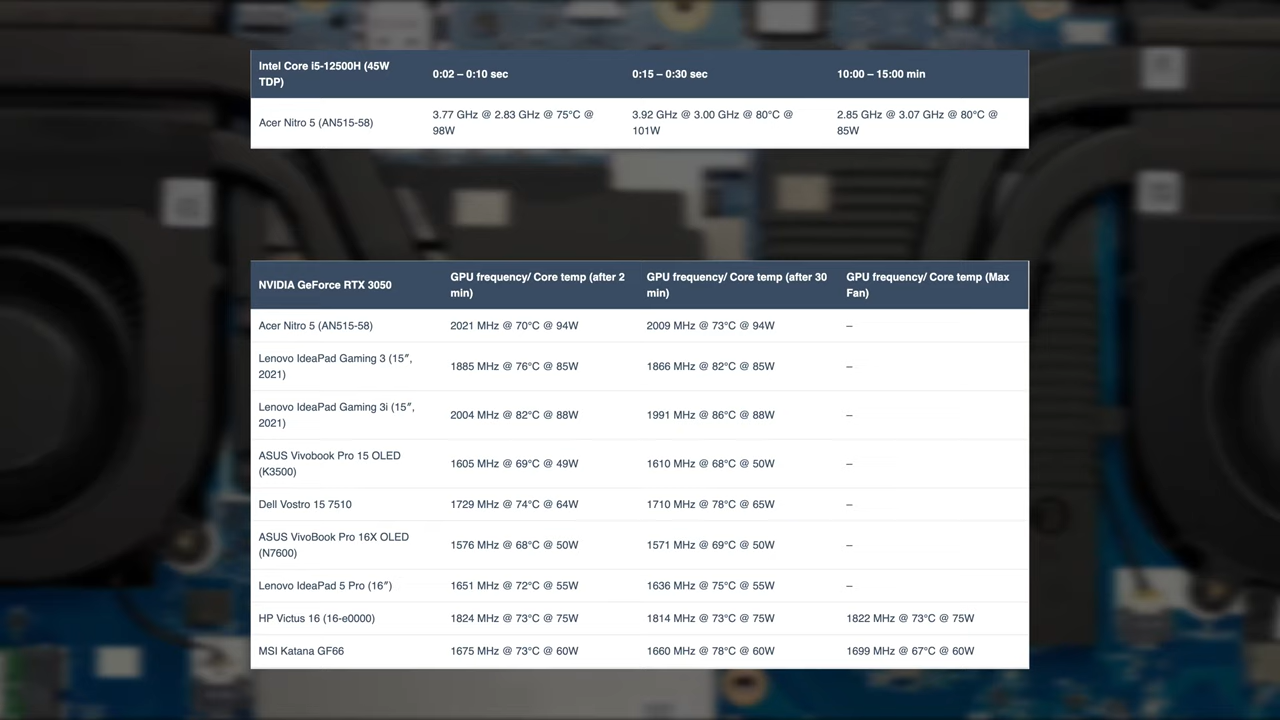 Intel Core i5-12500H (45W
TDP)
0:02 – 0:10 sec
0:15 – 0:30 sec
10:00 – 15:00 min
Acer Nitro 5 (AN515-58)
3.77 GHz @ 2.83 GHz @ 75°C @
98W
3.92 GHz @ 3.00 GHz @ 80°C @
101W
2.85 GHz @ 3.07 GHz @ 80°C @
85W
NVIDIA GeForce RTX 3050
GPU frequency/ Core temp (after 2
min)
GPU frequency/ Core temp (after 30
min)
GPU frequency/ Core temp (Max
Fan)
Acer Nitro 5 (AN515-58)
2021 MHz @ 70°C @ 94W
2009 MHz @ 73°C @ 94W
–
Lenovo IdeaPad Gaming 3 (15″,
2021)
1885 MHz @ 76°C @ 85W
1866 MHz @ 82°C @ 85W
–
Lenovo IdeaPad Gaming 3i (15″,
2021)
2004 MHz @ 82°C @ 88W
1991 MHz @ 86°C @ 88W
–
ASUS Vivobook Pro 15 OLED
(K3500)
1605 MHz @ 69°C @ 49W
1610 MHz @ 68°C @ 50W
–
Dell Vostro 15 7510
1729 MHz @ 74°C @ 64W
1710 MHz @ 78°C @ 65W
–
ASUS VivoBook Pro 16X OLED
(N7600)
1576 MHz @ 68°C @ 50W
1571 MHz @ 69°C @ 50W
–
Lenovo IdeaPad 5 Pro (16″)
1651 MHz @ 72°C @ 55W
1636 MHz @ 75°C @ 55W
–
HP Victus 16 (16-e0000)
1824 MHz @ 73°C @ 75W
1814 MHz @ 73°C @ 75W
1822 MHz @ 73°C @ 75W
MSI Katana GF66
1675 MHz @ 73°C @ 60W
1660 MHz @ 78°C @ 60W
1699 MHz @ 67°C @ 60W